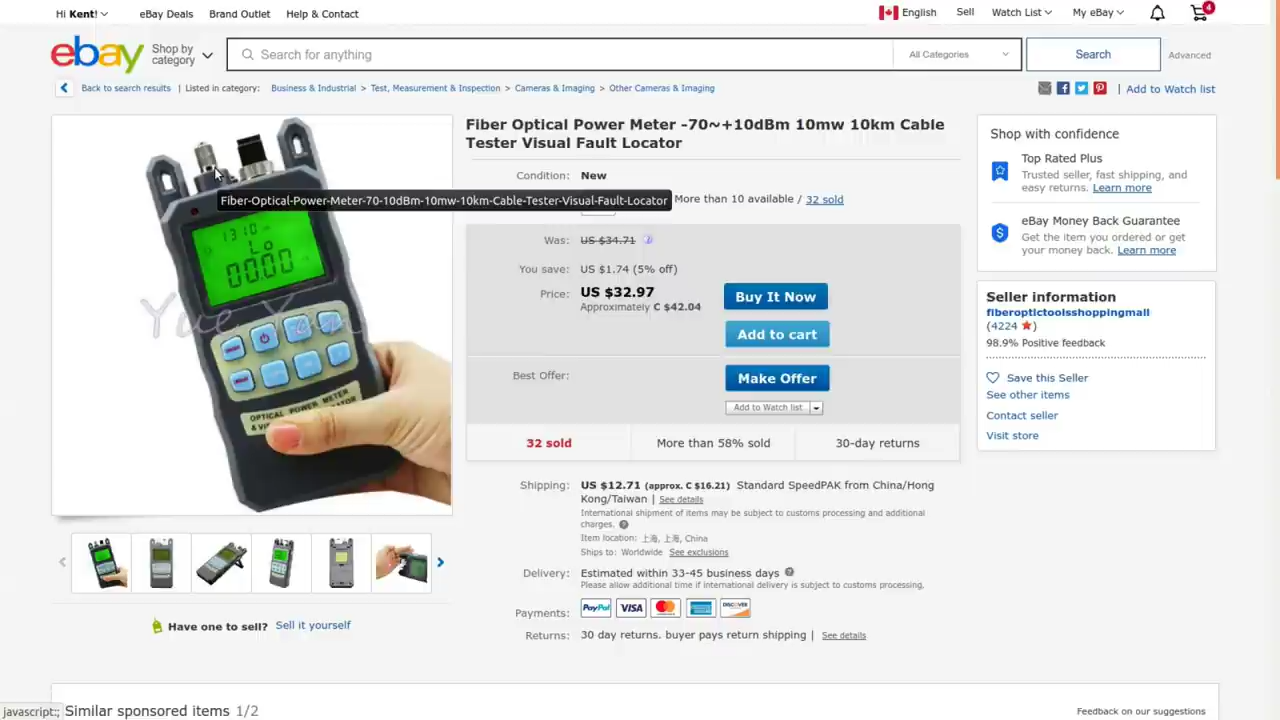 Hi Kent!
eBay Deals
Brand Outlet
Help & Contact
English
Sell
Watch List
My eBay
4
ebay
Shop by
category
Search for anything
All Categories
Search
Advanced
Back to search results | Listed in category: Business & Industrial > Test, Measurement & Inspection > Cameras & Imaging > Other Cameras & Imaging
| Add to Watch list
Fiber Optical Power Meter -70~+10dBm 10mw 10km Cable
Tester Visual Fault Locator
Condition: New
Fiber-Optical-Power-Meter-70-10dBm-10mw-10km-Cable-Tester-Visual-Fault-Locator
More than 10 available / 32 sold
Was: US $34.71
You save: US $1.74 (5% off)
Price: US $32.97
Approximately C $42.04
Buy It Now
Add to cart
Best Offer:
Make Offer
Add to Watch list
32 sold
More than 58% sold
30-day returns
Shipping: US $12.71 (approx. C $16.21) Standard SpeedPAK from China/Hong
Kong/Taiwan | See details
International shipment of items may be subject to customs processing and additional
charges.
Item location: 上海, 上海, China
Ships to: Worldwide See exclusions
Delivery: Estimated within 33-45 business days
Please allow additional time if international delivery is subject to customs processing.
Payments: PayPal VISA MasterCard DISCOVER
Returns: 30 day returns. buyer pays return shipping | See details
Shop with confidence
Top Rated Plus
Trusted seller, fast shipping, and
easy returns. Learn more
eBay Money Back Guarantee
Get the item you ordered or get
your money back. Learn more
Seller information
fiberoptictoolsshoppingmall
(4224 ★)
98.9% Positive feedback
Save this Seller
See other items
Contact seller
Visit store
1310
Lo
00.00
OPTICAL POWER METER
Have one to sell? Sell it yourself
javascript:;
Similar sponsored items 1/2
Feedback on our suggestions